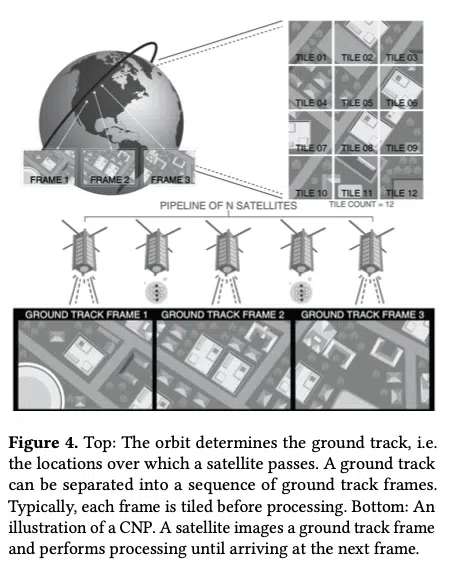 TILE 01 TILE 02 TILE 03
TILE 04 TILE 05 TILE 06
TILE 07 TILE 08 TILE 09
TILE 10 TILE 11 TILE 12
FRAME 1 FRAME 2 FRAME 3
PIPELINE OF N SATELLITES
TILE COUNT = 12
GROUND TRACK FRAME 1 GROUND TRACK FRAME 2 GROUND TRACK FRAME 3
Figure 4. Top: The orbit determines the ground track, i.e.
the locations over which a satellite passes. A ground track
can be separated into a sequence of ground track frames.
Typically, each frame is tiled before processing. Bottom: An
illustration of a CNP. A satellite images a ground track frame
and performs processing until arriving at the next frame.